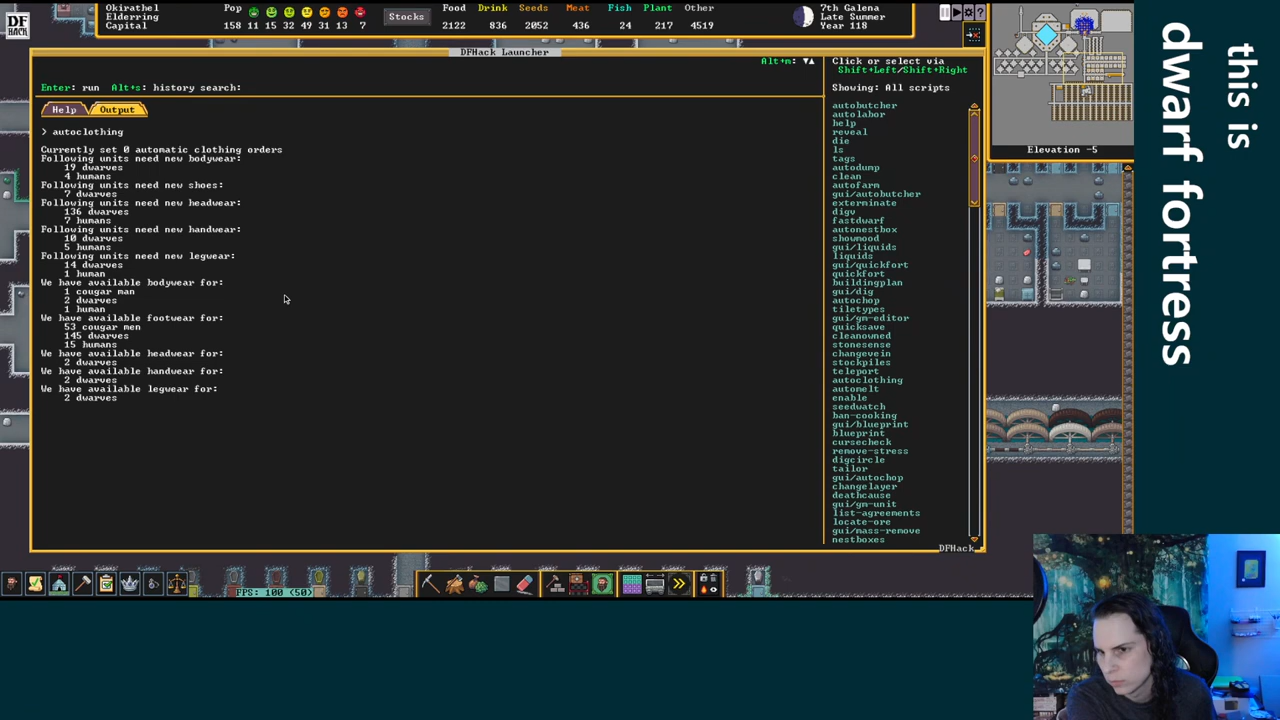 DF
HACK
Okirathel
Elderring
Capital
Pop
158 11 15 32 49 31 13 7
Stocks
Food Drink Seeds Meat Fish Plant Other
2122 836 2052 436 24 217 4519
7th Galena
Late Summer
Year 118
DFHack Launcher
Alt+m:
Enter: run Alt+s: history search:
Help
Output
> autoclothing
Currently set 0 automatic clothing orders
Following units need new bodywear:
19 dwarves
4 humans
Following units need new shoes:
7 dwarves
Following units need new headwear:
136 dwarves
7 humans
Following units need new handwear:
10 dwarves
5 humans
Following units need new legwear:
14 dwarves
1 human
We have available bodywear for:
1 cougar man
2 dwarves
1 human
We have available footwear for:
53 cougar men
145 dwarves
15 humans
We have available headwear for:
2 dwarves
We have available handwear for:
2 dwarves
We have available legwear for:
2 dwarves
Click or select via
Shift+Left/Shift+Right
Showing: All scripts
autobutcher
autolabor
help
reveal
die
ls
tags
autodump
clean
autofarm
gui/autobutcher
exterminate
digv
fastdwarf
autonestbox
showmood
gui/liquids
liquids
gui/quickfort
quickfort
buildingplan
gui/dig
autochop
tiletypes
gui/gm-editor
quicksave
cleanowned
stonesense
changevein
stockpiles
teleport
autoclothing
automelt
enable
seedwatch
ban-cooking
gui/blueprint
blueprint
cursecheck
remove-stress
digcircle
tailor
gui/autochop
changelayer
deathcause
gui/gm-unit
list-agreements
locate-ore
gui/mass-remove
nestboxes
DFHack
Elevation -5
FPS: 100 (50)
this is
dwarf fortress